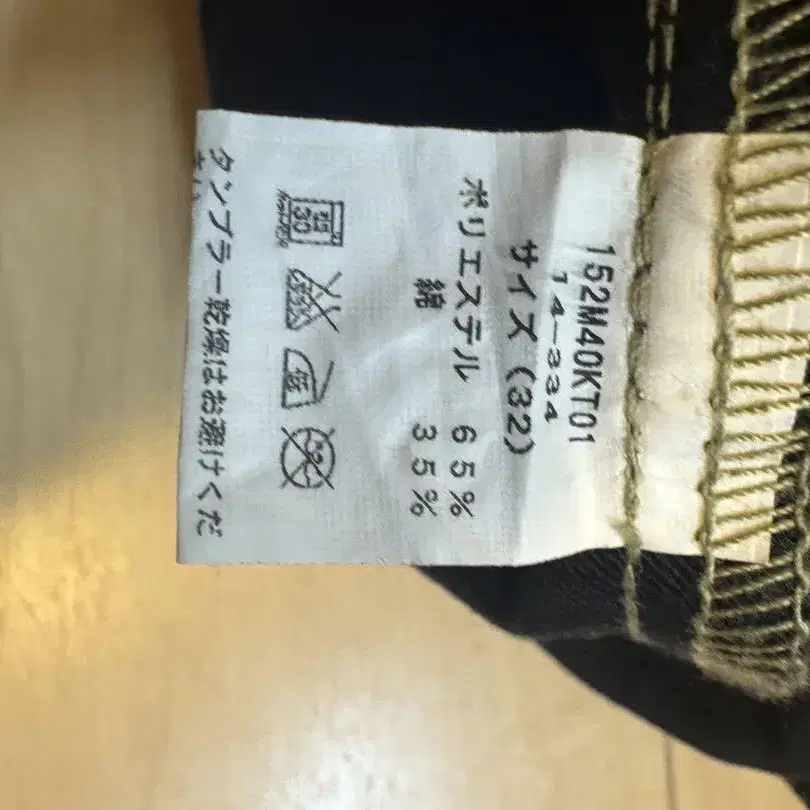 152M40KT01
14-334
サイズ(32)
ポリエステル 65%
綿 35%
30
タンブラー乾燥はお避けくだ